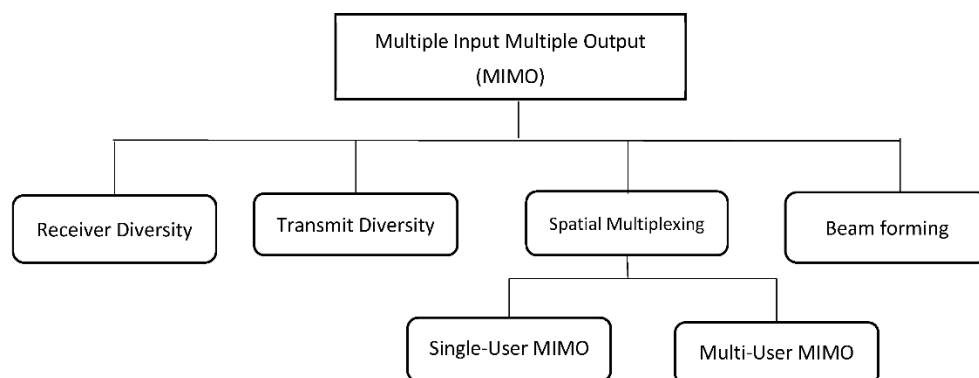 Multiple Input Multiple Output
(MIMO)
Receiver Diversity
Transmit Diversity
Spatial Multiplexing
Beam forming
Single-User MIMO
Multi-User MIMO